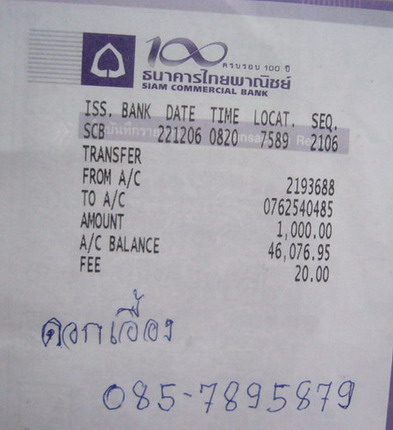 100 ครบรอบ 100 ปี
ธนาคารไทยพาณิชย์
SIAM COMMERCIAL BANK
ISS. BANK DATE TIME LOCAT. SEQ.
SCB 221206 0820 7589 2106
TRANSFER
FROM A/C 2193688
TO A/C 0762540485
AMOUNT 1,000.00
A/C BALANCE 46,076.95
FEE 20.00
ดอกเอื้อง
085-7895879